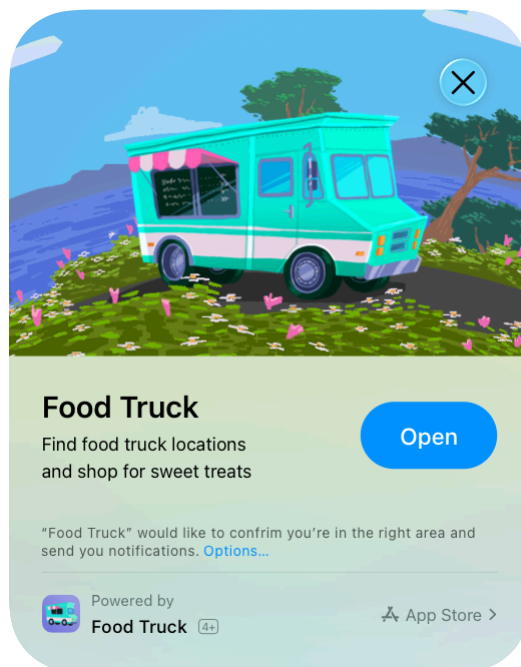 Food Truck
Find food truck locations
and shop for sweet treats
Open
“Food Truck” would like to confrim you’re in the right area and
send you notifications. Options...
Powered by
Food Truck 4+
App Store